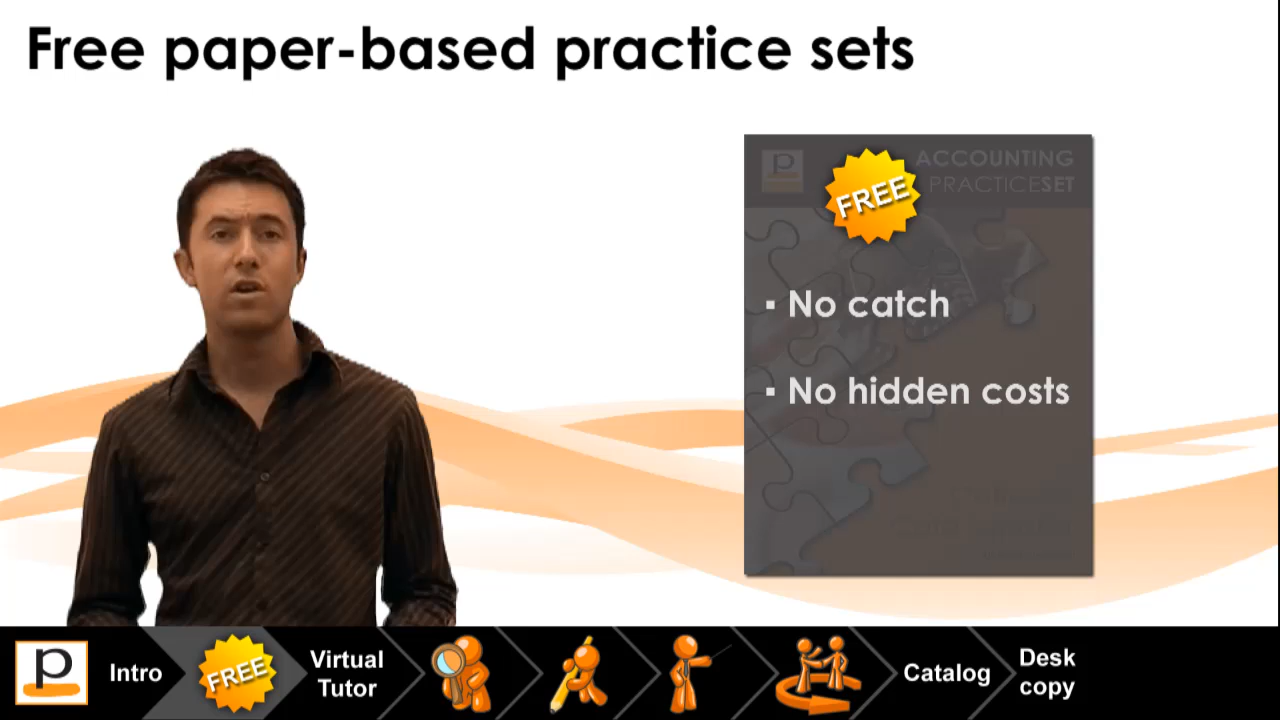 Free paper-based practice sets
ACCOUNTING
PRACTICESET
FREE
▪ No catch
▪ No hidden costs
p
Intro
FREE
Virtual
Tutor
Catalog
Desk
copy